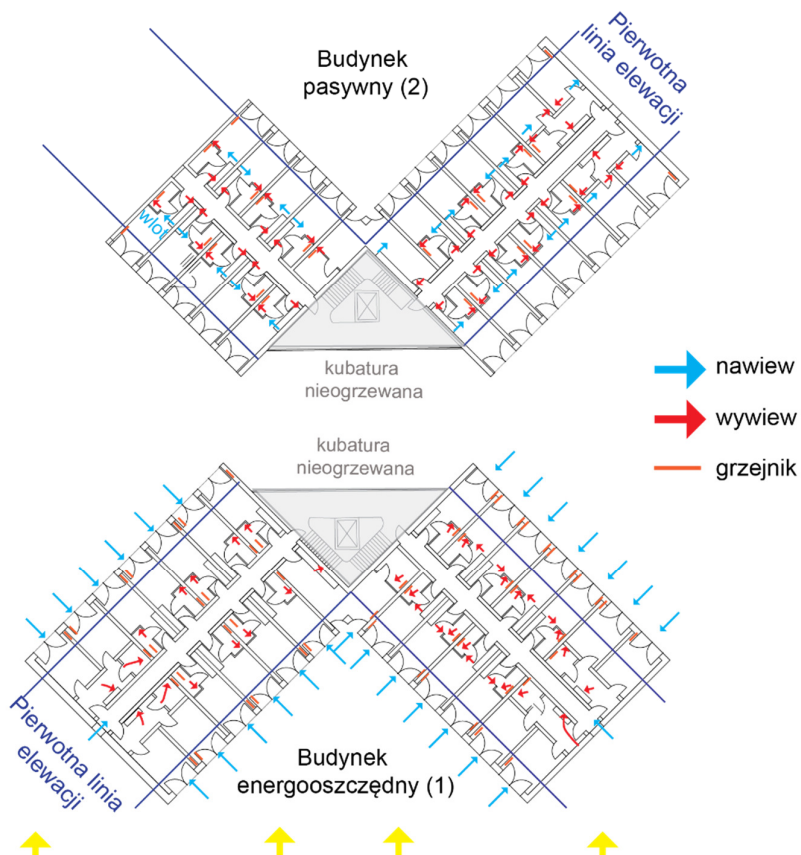 Budynek
pasywny (2)
Pierwotna
linia elewacji
wlot
kubatura
nieogrzewana
nawiew
wywiew
grzejnik
kubatura
nieogrzewana
Pierwotna linia
elewacji
Budynek
energooszczędny (1)